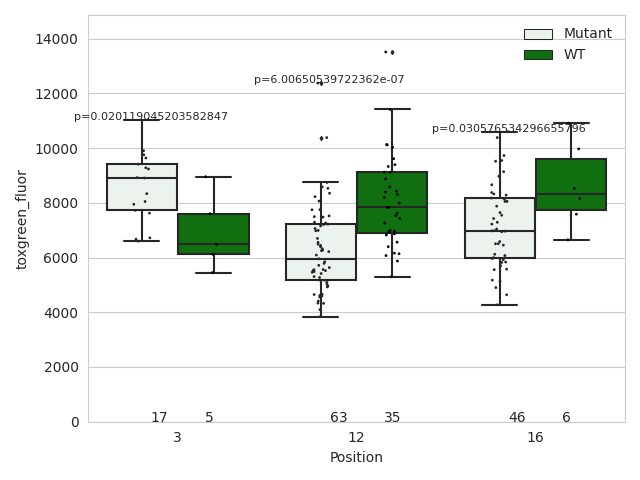 14000
12000
10000
8000
6000
4000
2000
0
toxgreen_fluor
Mutant
WT
p=0.020119045203582847
p=6.00650539722362e-07
p=0.030576534296655796
17 5 63 35 46 6
3 12 16
Position